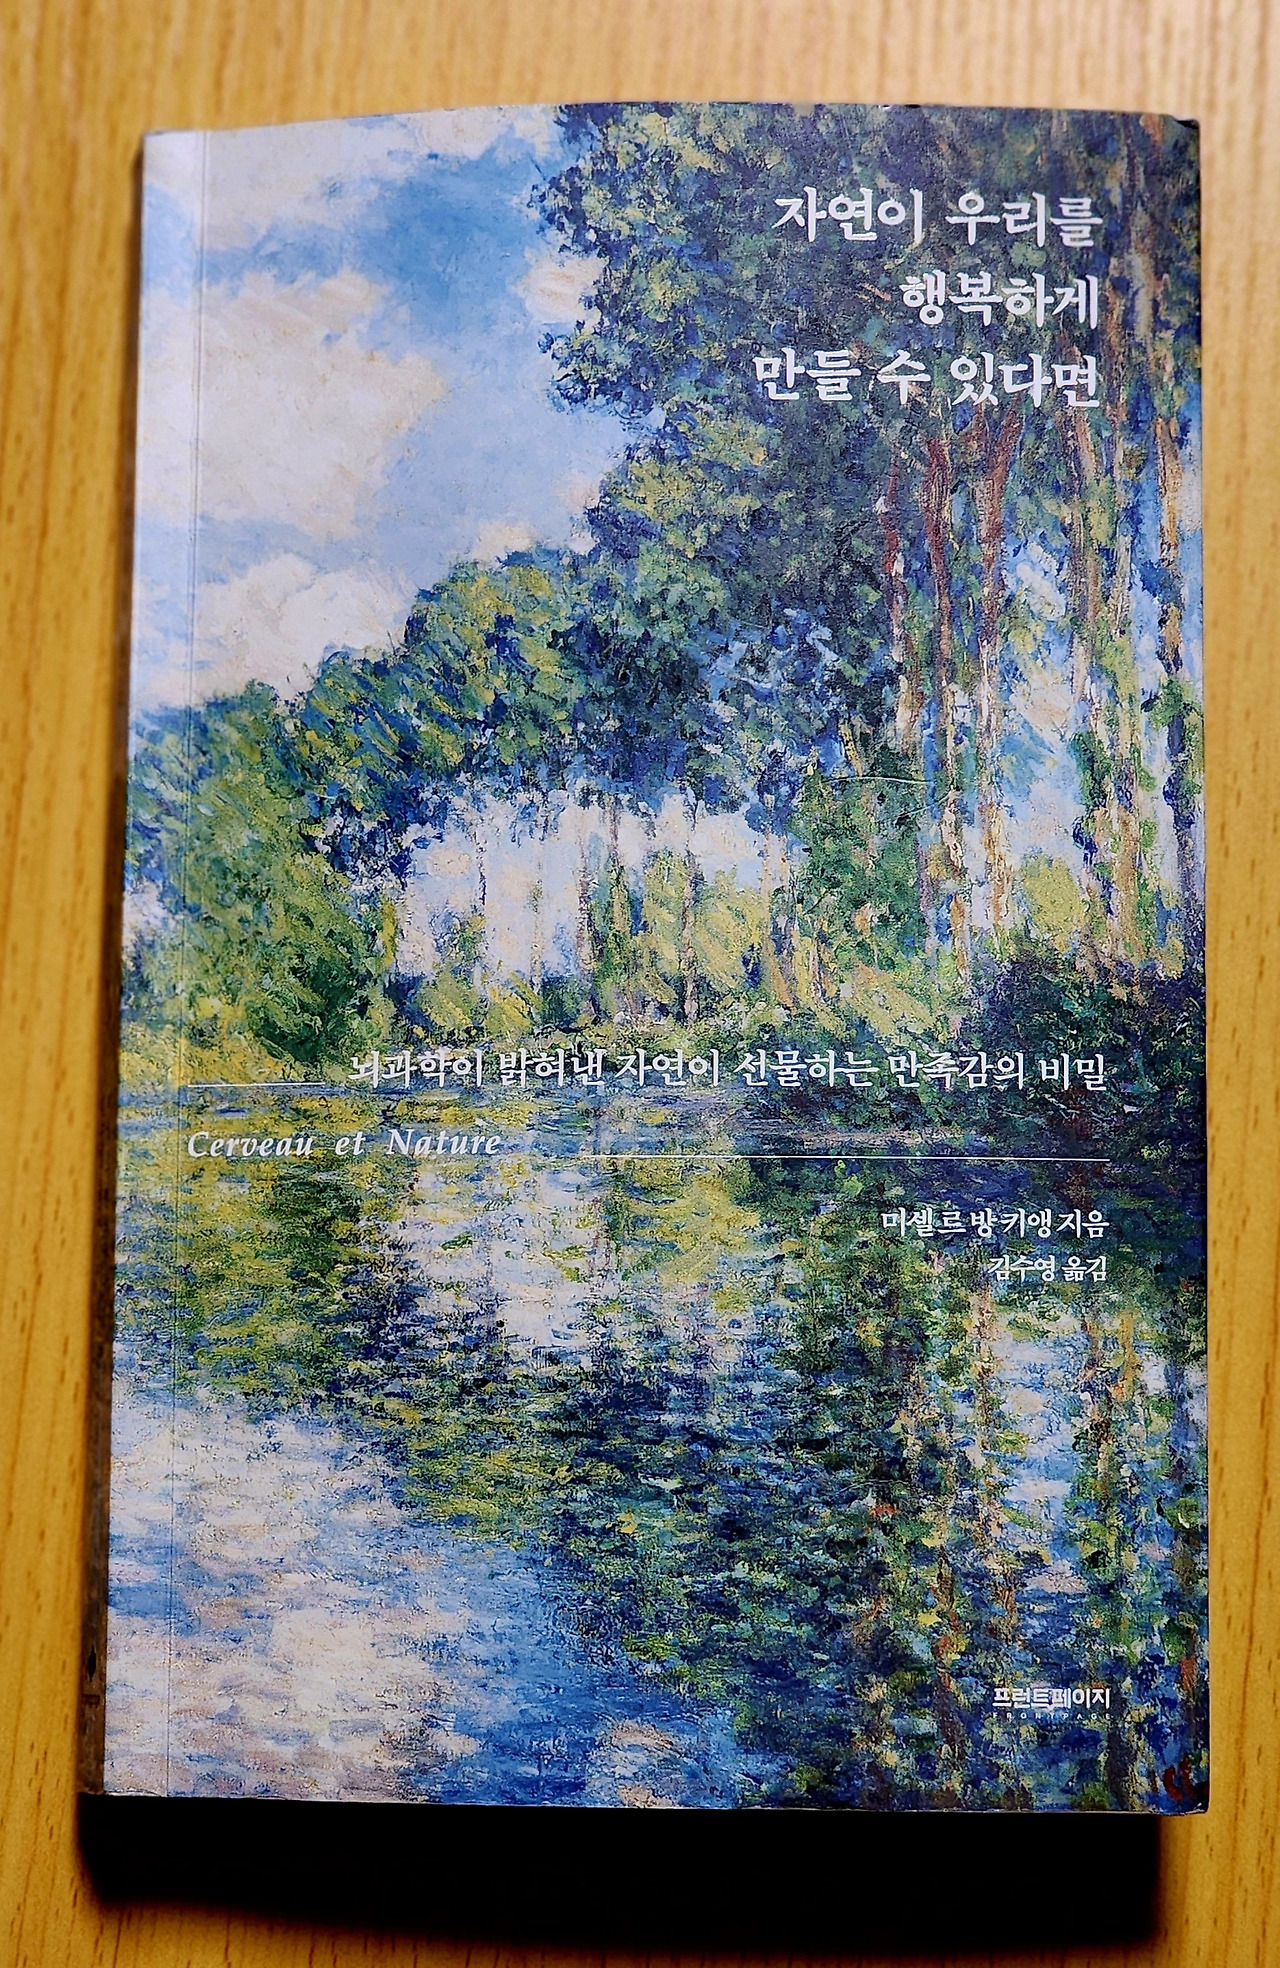 자연이 우리를
행복하게
만들 수 있다면
뇌과학이 밝혀낸 자연이 선물하는 만족감의 비밀
Cerveau et Nature
미셸 르 방 키앵 지음
김수영 옮김
프런트페이지
FRONTPAGE